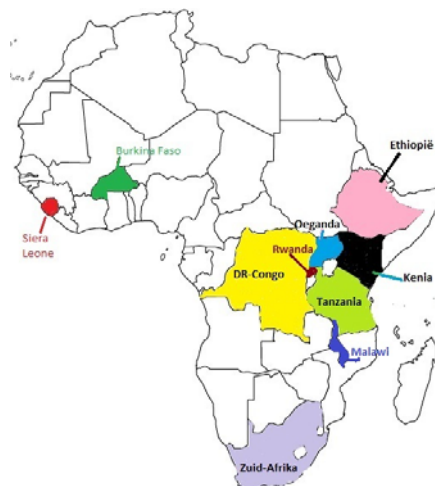 Burkina Faso
Ethiopië
Siera
Leone
Oeganda
Rwanda
DR-Congo
Kenia
Tanzania
Malawi
Zuid-Afrika